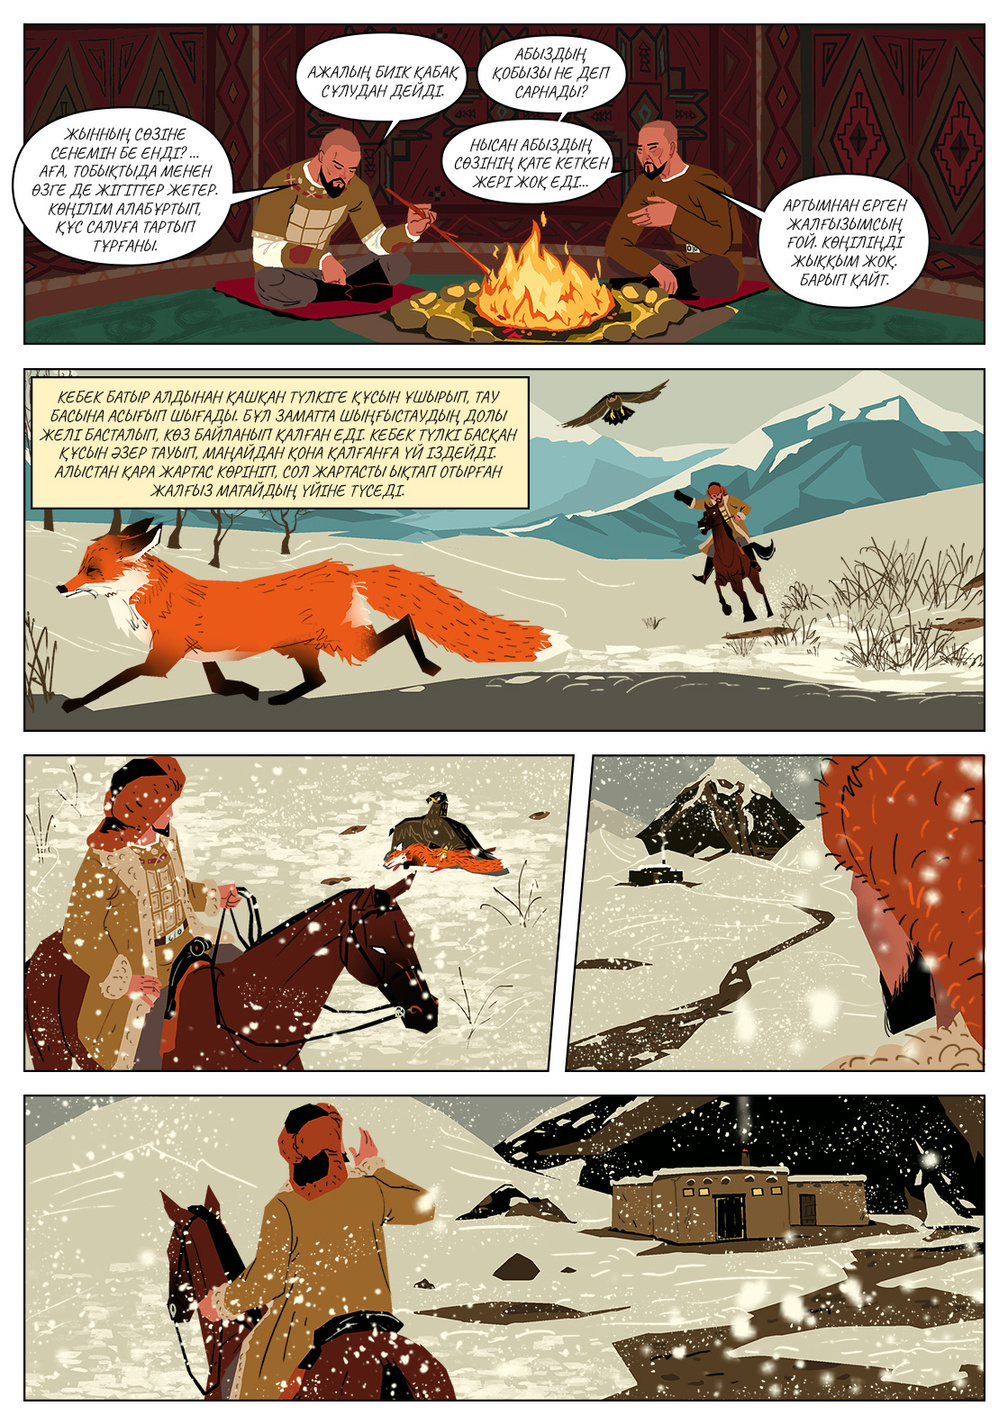 АБЫЗДЫҢ
ҚОБЫЗЫ НЕ ДЕП
САРНАДЫ?
АЖАЛЫҢ БИІК ҚАБАҚ
СҰЛУДАН ДЕЙДІ.
НЫСАН АБЫЗДЫҢ
СӨЗІНІҢ ҚАТЕ КЕТКЕН
ЖЕРІ ЖОҚ ЕДІ...
ЖЫННЫҢ СӨЗІНЕ
СЕНЕМІН БЕ ЕНДІ? ...
АҒА, ТОБЫҚТЫДА МЕНЕН
ӨЗГЕ ДЕ ЖІГІТТЕР ЖЕТЕР.
КӨҢІЛІМ АЛАБҰРТЫП,
ҚҰС САЛУҒА ТАРТЫП
ТҰРҒАНЫ.
АРТЫМНАН ЕРГЕН
ЖАЛҒЫЗЫМСЫҢ
ҒОЙ. КӨҢІЛІҢДІ
ЖЫҚҚЫМ ЖОҚ.
БАРЫП ҚАЙТ.
КЕБЕК БАТЫР АЛДЫНАН ҚАШҚАН ТҮЛКІГЕ ҚҰСЫН ҰШЫРЫП, ТАУ
БАСЫНА АСЫҒЫП ШЫҒАДЫ. БҰЛ ЗАМАТТА ШЫҢҒЫСТАУДЫҢ ДОЛЫ
ЖЕЛІ БАСТАЛЫП, КӨЗ БАЙЛАНЫП ҚАЛҒАН ЕДІ. КЕБЕК ТҮЛКІ БАСҚАН
ҚҰСЫН ӘЗЕР ТАУЫП, МАҢАЙДАН ҚОНА ҚАЛҒАНҒА ҮЙ ІЗДЕЙДІ.
АЛЫСТАН ҚАРА ЖАРТАС КӨРІНІП, СОЛ ЖАРТАСТЫ ЫҚТАП ОТЫРҒАН
ЖАЛҒЫЗ МАТАЙДЫҢ ҮЙІНЕ ТҮСЕДІ.